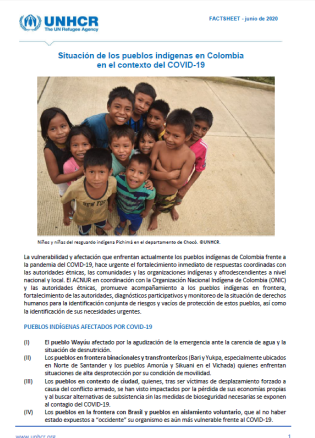 UNHCR
The UN Refugee Agency
FACTSHEET - junio de 2020
Situación de los pueblos indígenas en Colombia
en el contexto del COVID-19
Niños y niñas del resguardo indígena Pichimá en el departamento de Chocó. ©UNHCR.
La vulnerabilidad y afectación que enfrentan actualmente los pueblos indígenas de Colombia frente a
la pandemia del COVID-19, hace urgente el fortalecimiento inmediato de respuestas coordinadas con
las autoridades étnicas, las comunidades y las organizaciones indígenas y afrodescendientes a nivel
nacional y local. El ACNUR en coordinación con la Organización Nacional Indígena de Colombia (ONIC)
y las autoridades étnicas, promueve acompañamiento a los pueblos indígenas en frontera,
fortalecimiento de las autoridades, diagnósticos participativos y monitoreo de la situación de derechos
humanos para la identificación conjunta de riesgos y vacíos de protección de estos pueblos, así como
la identificación de sus necesidades urgentes.
PUEBLOS INDÍGENAS AFECTADOS POR COVID-19
(I) El pueblo Wayúu afectado por la agudización de la emergencia ante la carencia de agua y la
situación de desnutrición.
(II) Los pueblos en frontera binacionales y transfronterizos (Bari y Yukpa, especialmente ubicados
en Norte de Santander y los pueblos Amorúa y Sikuani en el Vichada) quienes enfrentan
situaciones de alta desprotección por su condición de movilidad.
(III) Los pueblos en contexto de ciudad, quienes, tras ser víctimas de desplazamiento forzado a
causa del conflicto armado, se han visto impactados por la pérdida de sus economías propias
y al buscar alternativas de subsistencia sin las medidas de bioseguridad necesarias se exponen
al contagio del COVID-19.
(IV) Los pueblos en la frontera con Brasil y pueblos en aislamiento voluntario, que al no haber
estado expuestos a "occidente" su organismo es aún más vulnerable frente al COVID-19.
www.unhcr.org
1